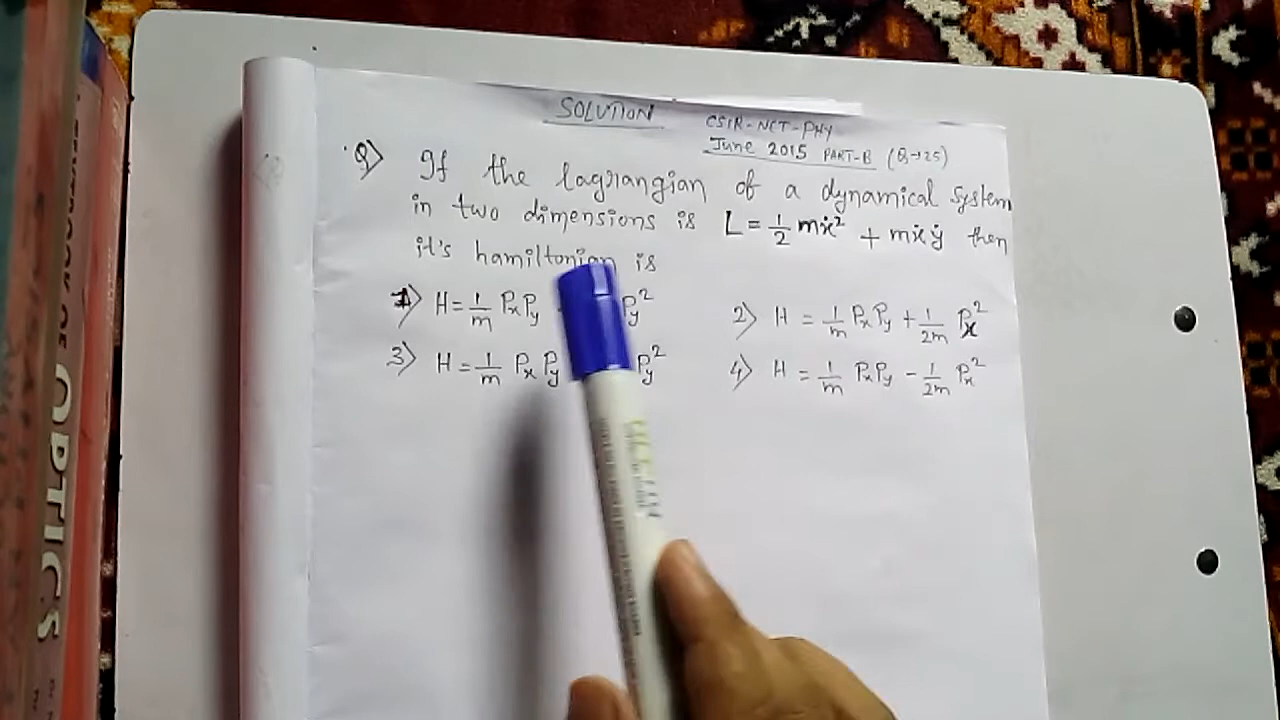 SOLUTION
CSIR-NET-PHY
June 2015 PART-B (Q→25)
Q> If the lagrangian of a dynamical system
in two dimensions is L = 1/2 mẋ² + mẋẏ then
it's hamiltonian is
1> H = 1/m PxPy Py²
2> H = 1/m PxPy + 1/2m Px²
3> H = 1/m PxPy Py²
4> H = 1/m PxPy - 1/2m Px²
OPTICS